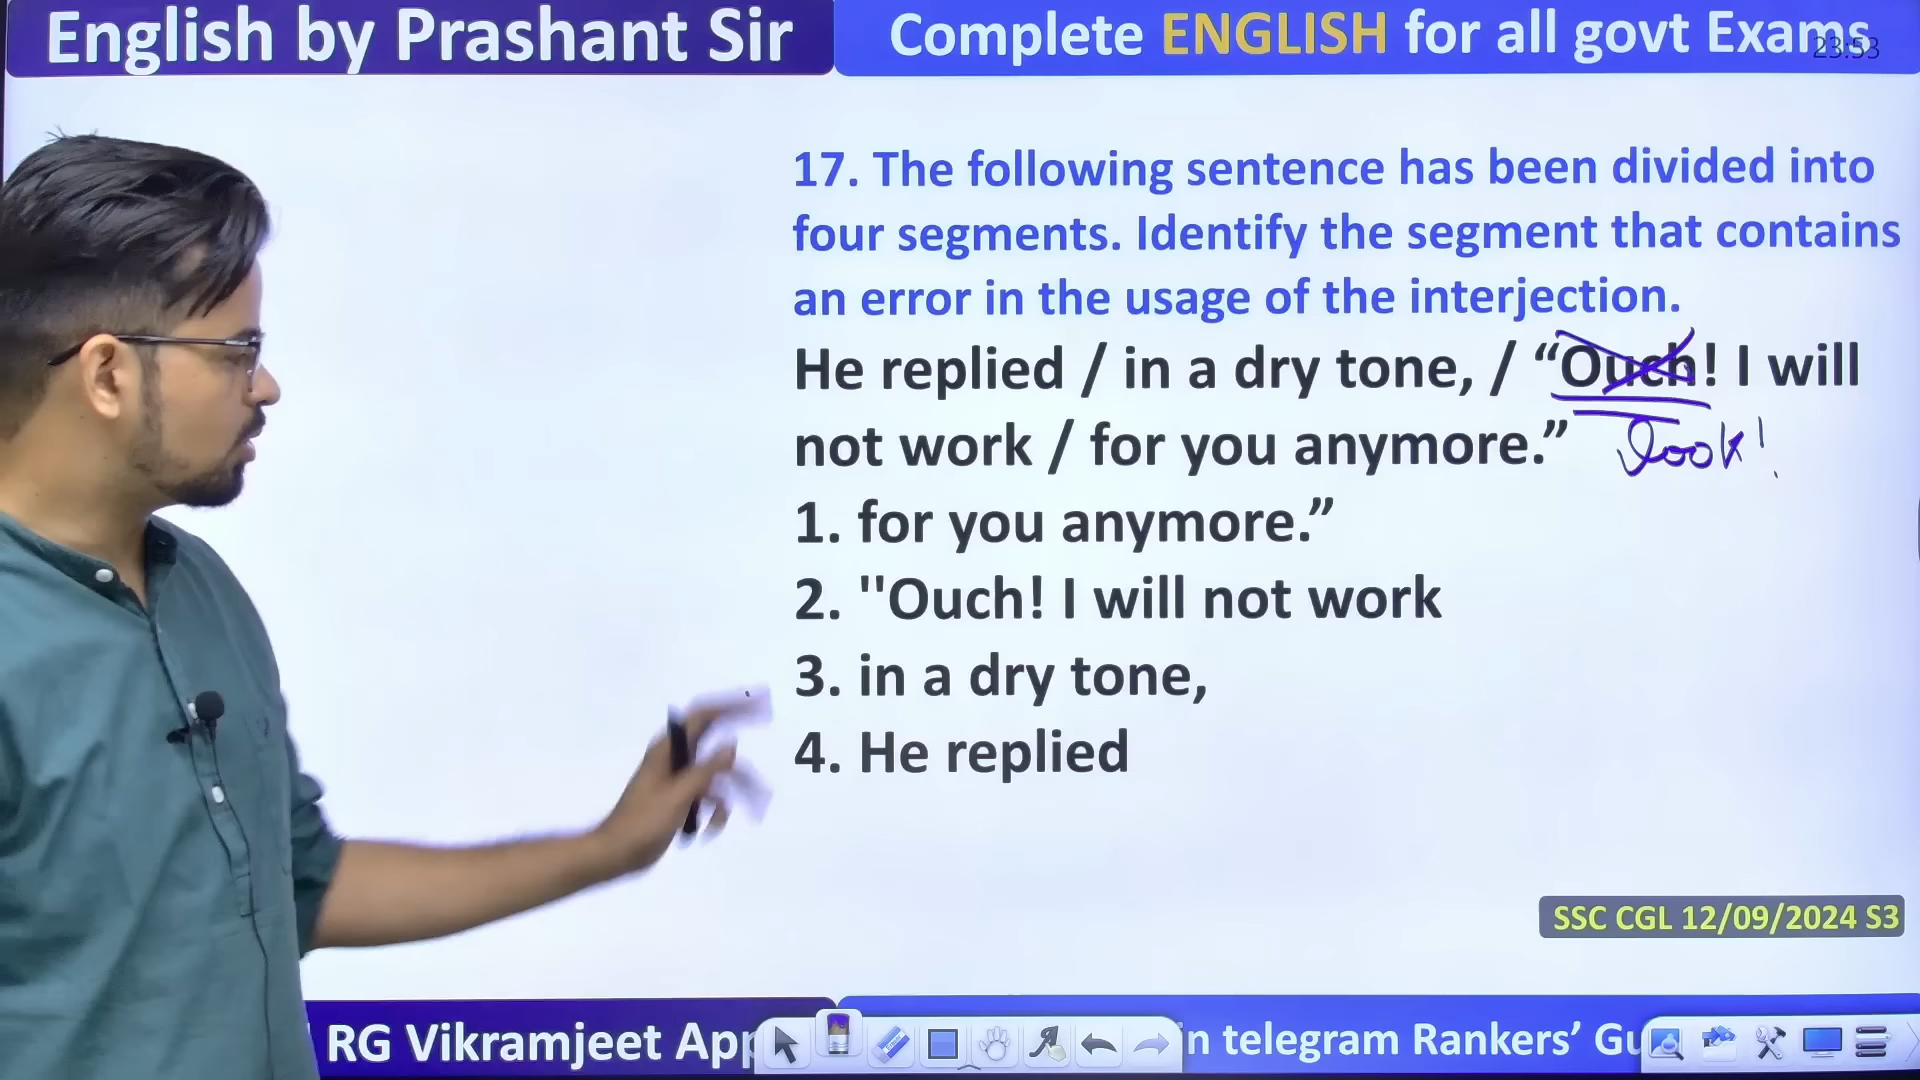 English by Prashant Sir
Complete ENGLISH for all govt Exams
23:53
17. The following sentence has been divided into
four segments. Identify the segment that contains
an error in the usage of the interjection.
He replied / in a dry tone, / “Ouch! I will
not work / for you anymore.”
look!
1. for you anymore.”
2. ''Ouch! I will not work
3. in a dry tone,
4. He replied
SSC CGL 12/09/2024 S3
RG Vikramjeet App
in telegram Rankers’ Gu